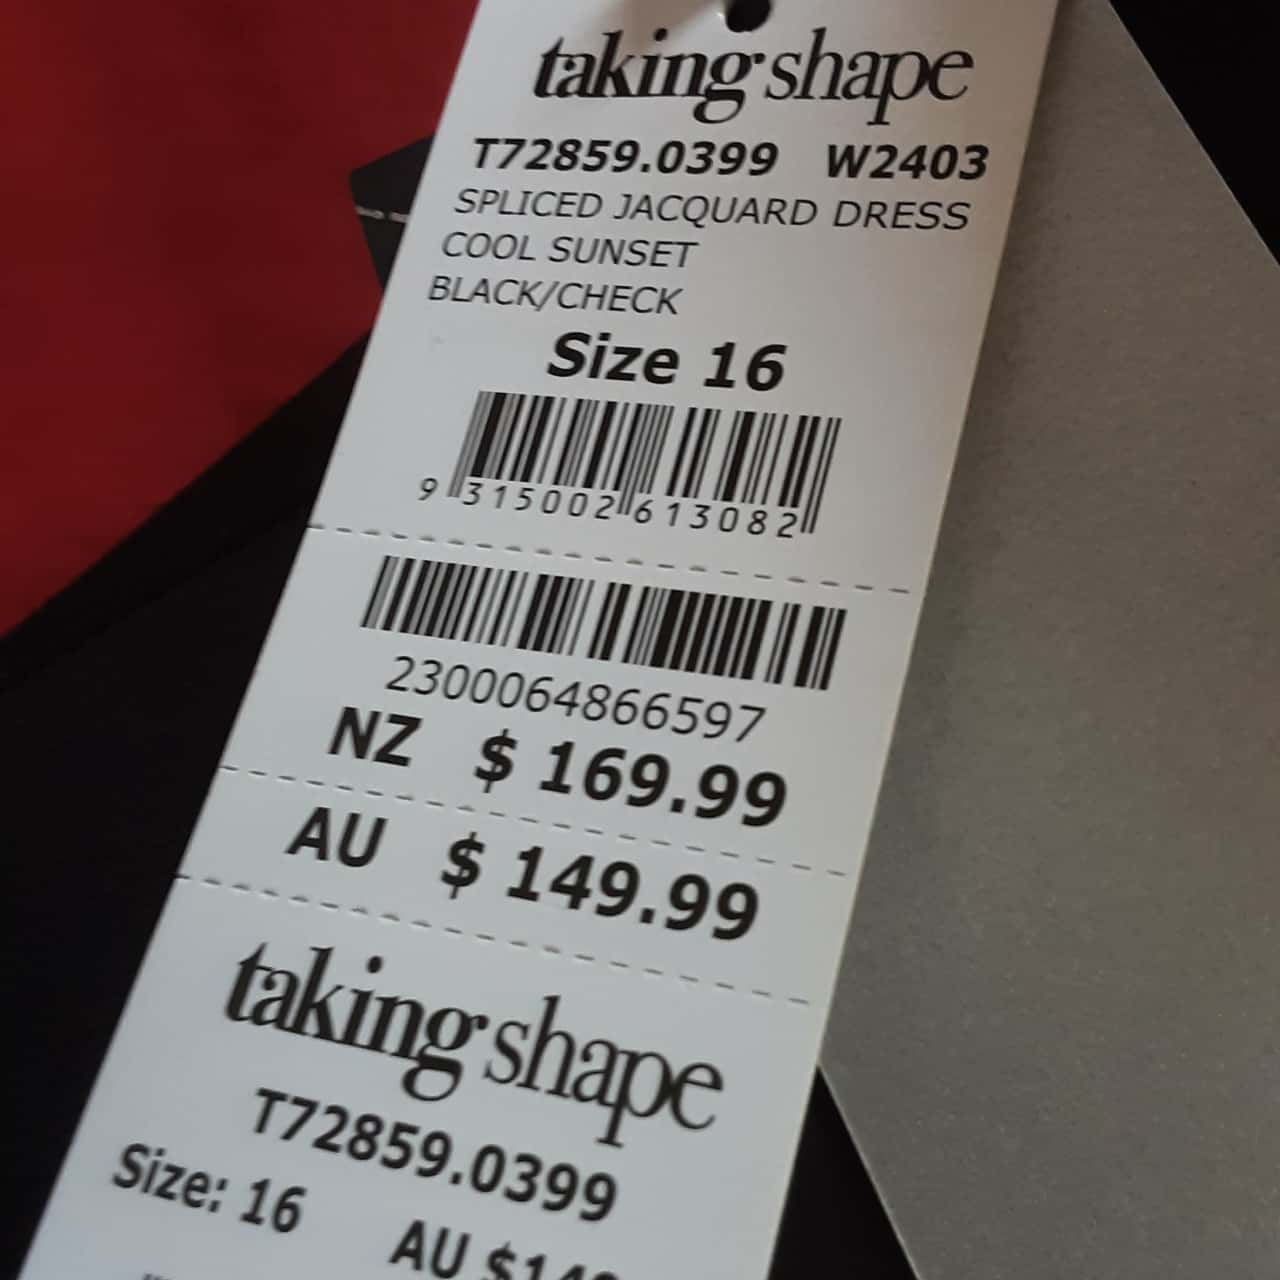 taking shape
T72859.0399 W2403
SPLICED JACQUARD DRESS
COOL SUNSET
BLACK/CHECK
Size 16
9 315002 613082
2300064866597
NZ $ 169.99
AU $ 149.99
taking shape
T72859.0399
Size: 16
AU